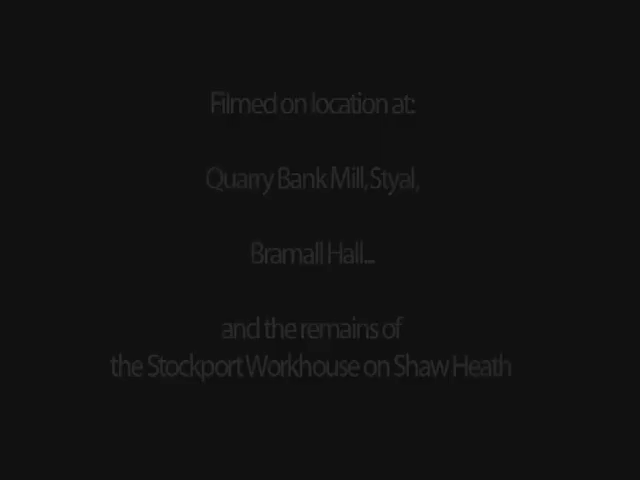 Filmed on location at:
Quarry Bank Mill, Styal,
Bramall Hall...
and the remains of
the Stockport Workhouse on Shaw Heath